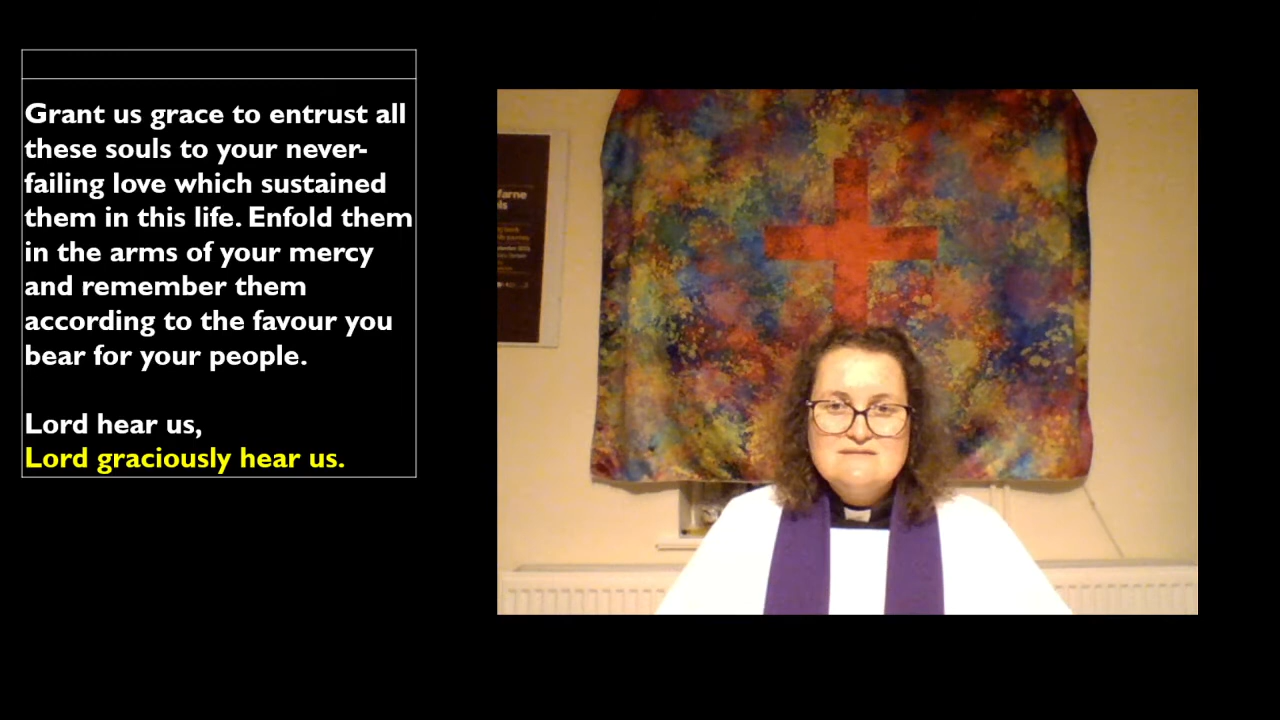 Grant us grace to entrust all
these souls to your never-
failing love which sustained
them in this life. Enfold them
in the arms of your mercy
and remember them
according to the favour you
bear for your people.
Lord hear us,
Lord graciously hear us.
farne